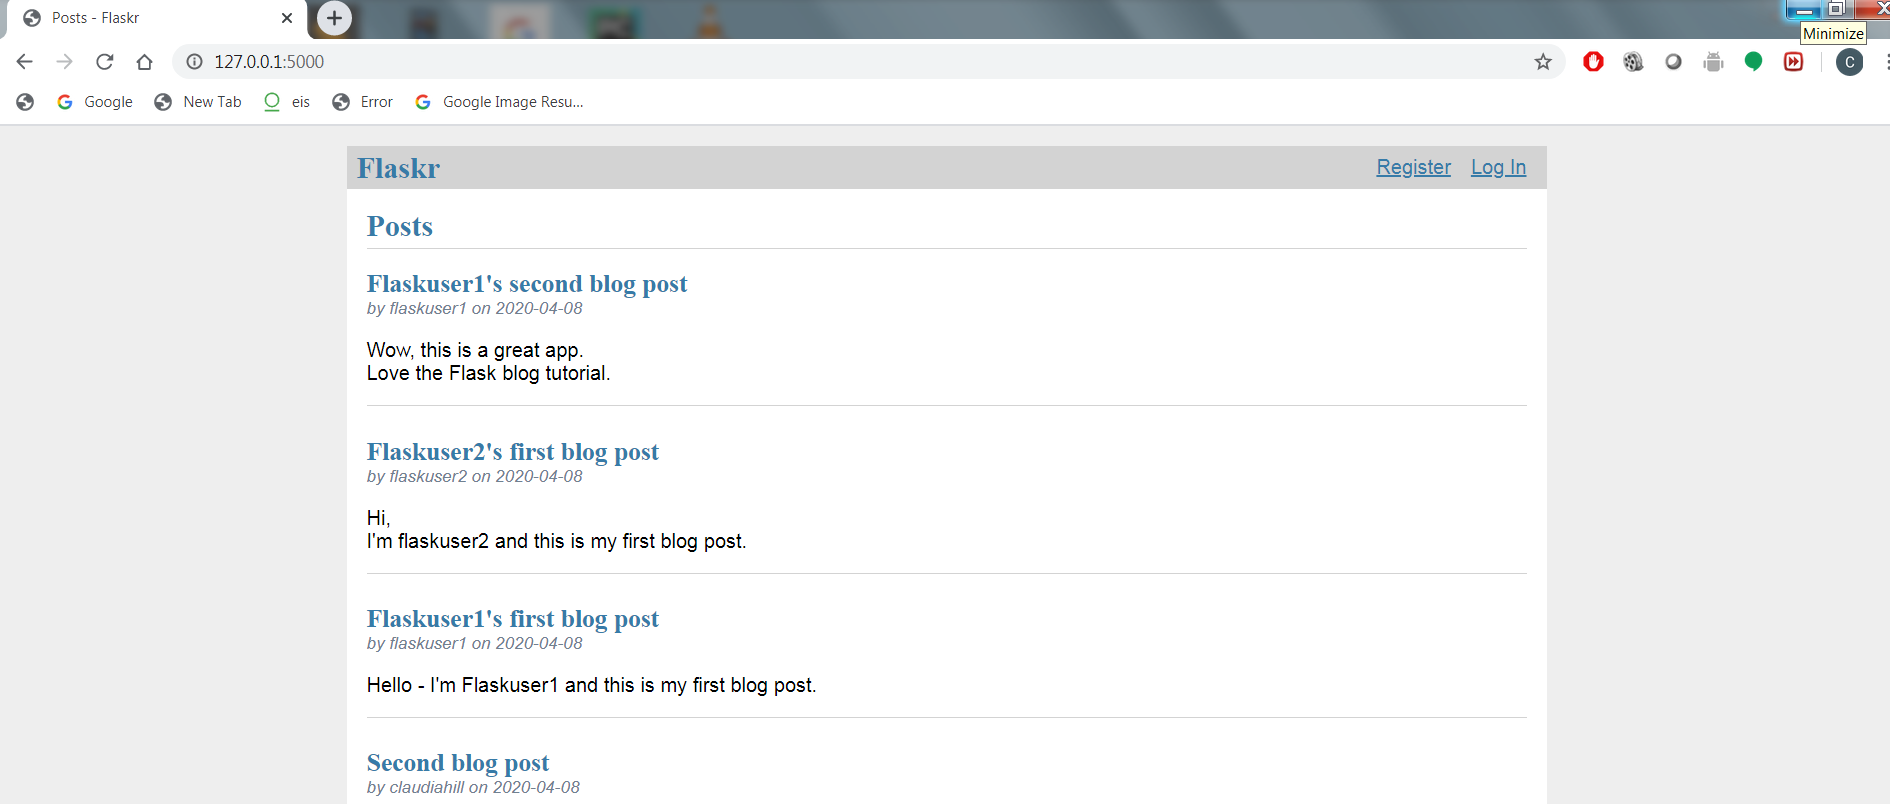 Posts - Flaskr
Minimize
127.0.0.1:5000
C
Google
New Tab
eis
Error
Google Image Resu...
Flaskr
Register
Log In
Posts
Flaskuser1's second blog post
by flaskuser1 on 2020-04-08
Wow, this is a great app.
Love the Flask blog tutorial.
Flaskuser2's first blog post
by flaskuser2 on 2020-04-08
Hi,
I'm flaskuser2 and this is my first blog post.
Flaskuser1's first blog post
by flaskuser1 on 2020-04-08
Hello - I'm Flaskuser1 and this is my first blog post.
Second blog post
by claudiahill on 2020-04-08